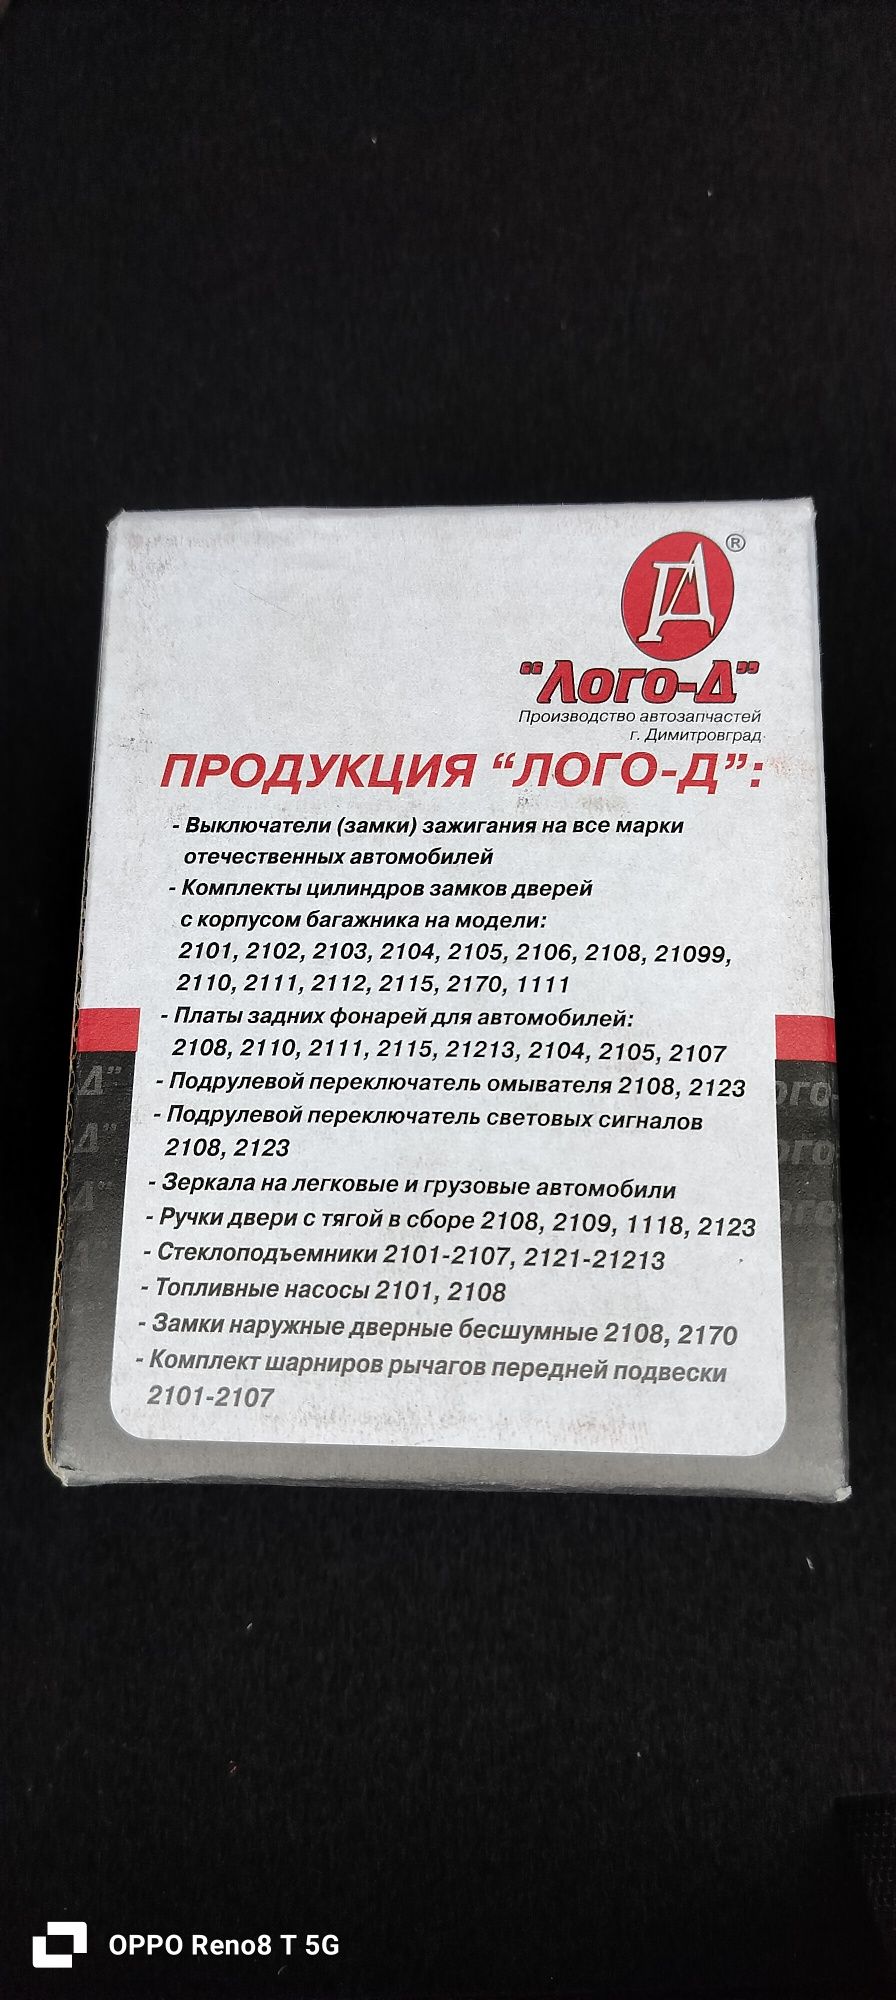 ГД®
"Лого-Д"
Производство автозапчастей
г. Димитровград
ПРОДУКЦИЯ “ЛОГО-Д”:
- Выключатели (замки) зажигания на все марки
отечественных автомобилей
- Комплекты цилиндров замков дверей
с корпусом багажника на модели:
2101, 2102, 2103, 2104, 2105, 2106, 2108, 21099,
2110, 2111, 2112, 2115, 2170, 1111
- Платы задних фонарей для автомобилей:
2108, 2110, 2111, 2115, 21213, 2104, 2105, 2107
- Подрулевой переключатель омывателя 2108, 2123
- Подрулевой переключатель световых сигналов
2108, 2123
- Зеркала на легковые и грузовые автомобили
- Ручки двери с тягой в сборе 2108, 2109, 1118, 2123
- Стеклоподъемники 2101-2107, 2121-21213
- Топливные насосы 2101, 2108
- Замки наружные дверные бесшумные 2108, 2170
- Комплект шарниров рычагов передней подвески
2101-2107
OPPO Reno8 T 5G